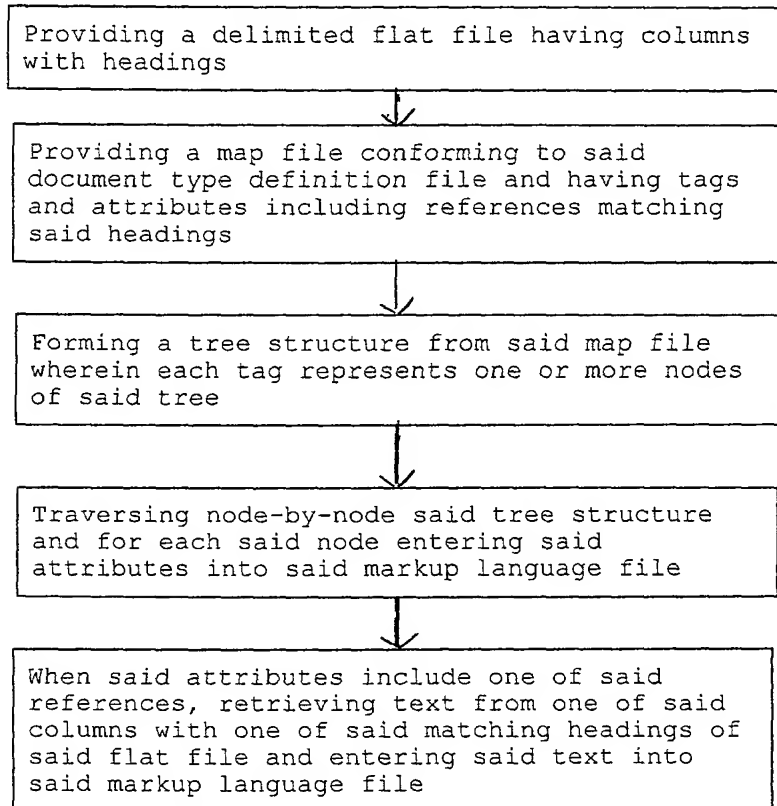 Providing a delimited flat file having columns
with headings
Providing a map file conforming to said
document type definition file and having tags
and attributes including references matching
said headings
Forming a tree structure from said map file
wherein each tag represents one or more nodes
of said tree
Traversing node-by-node said tree structure
and for each said node entering said
attributes into said markup language file
When said attributes include one of said
references, retrieving text from one of said
columns with one of said matching headings of
said flat file and entering said text into
said markup language file